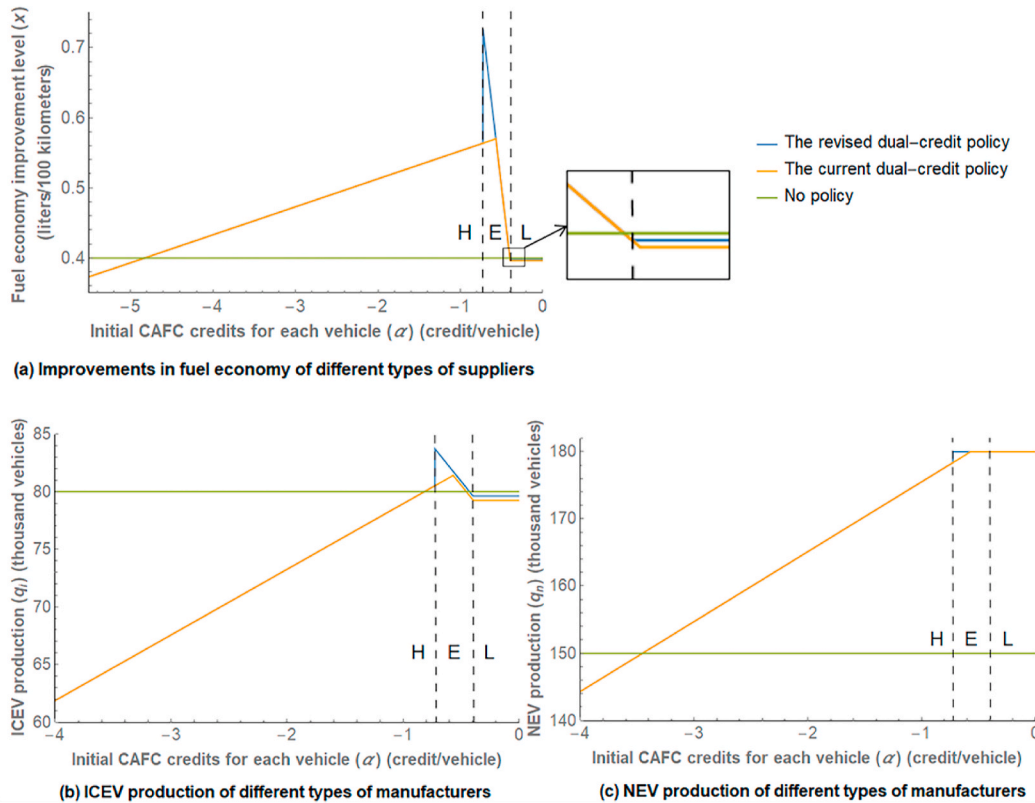 Fuel economy improvement level (x)
(liters/100 kilometers)
0.7
0.6
0.5
0.4
H E L
−5 −4 −3 −2 −1 0
Initial CAFC credits for each vehicle (α) (credit/vehicle)
The revised dual−credit policy
The current dual−credit policy
No policy
(a) Improvements in fuel economy of different types of suppliers
ICEV production (qi) (thousand vehicles)
85
80
75
70
65
60
H E L
−4 −3 −2 −1 0
Initial CAFC credits for each vehicle (α) (credit/vehicle)
(b) ICEV production of different types of manufacturers
NEV production (qn) (thousand vehicles)
180
170
160
150
140
H E L
−4 −3 −2 −1 0
Initial CAFC credits for each vehicle (α) (credit/vehicle)
(c) NEV production of different types of manufacturers